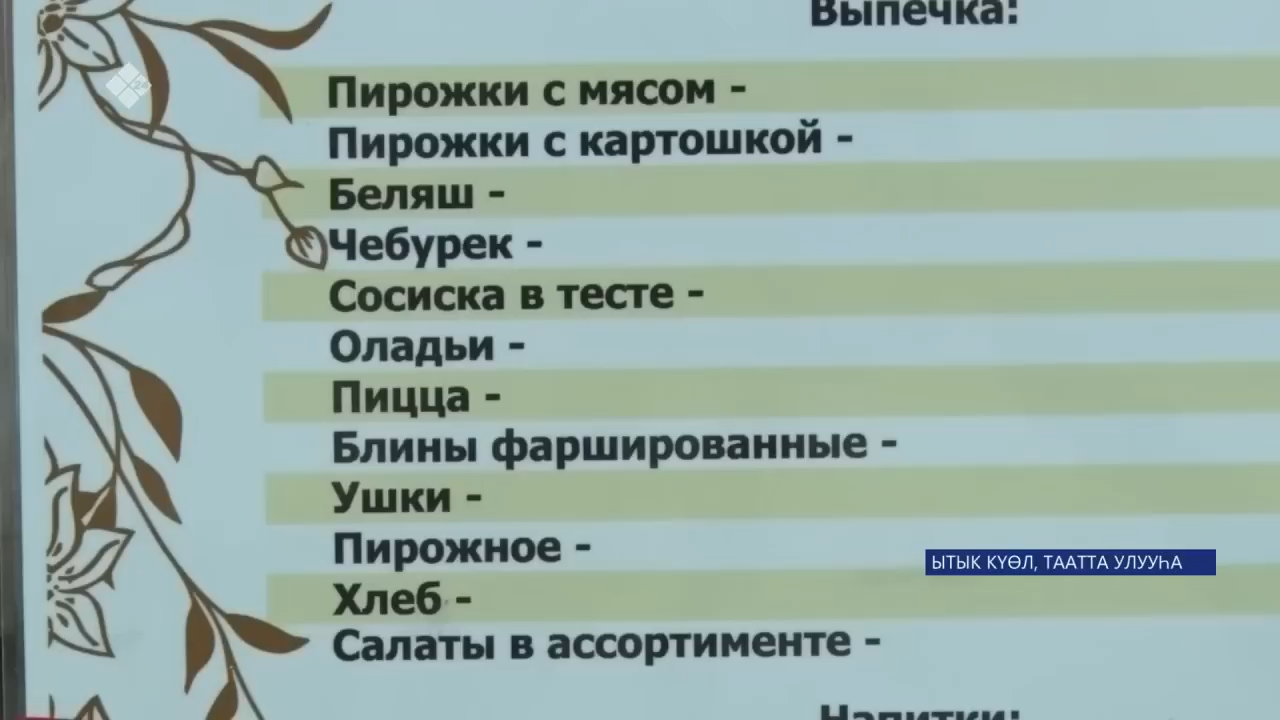 Выпечка:
Пирожки с мясом -
Пирожки с картошкой -
Беляш -
Чебурек -
Сосиска в тесте -
Оладьи -
Пицца -
Блины фаршированные -
Ушки -
Пирожное -
ЫТЫК КҮӨЛ, ТААТТА УЛУУҺА
Хлеб -
Салаты в ассортименте -
Напитки: